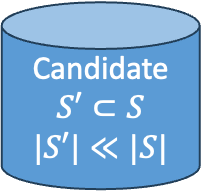 Candidate
S′ ⊂ S
|S′| ≪ |S|